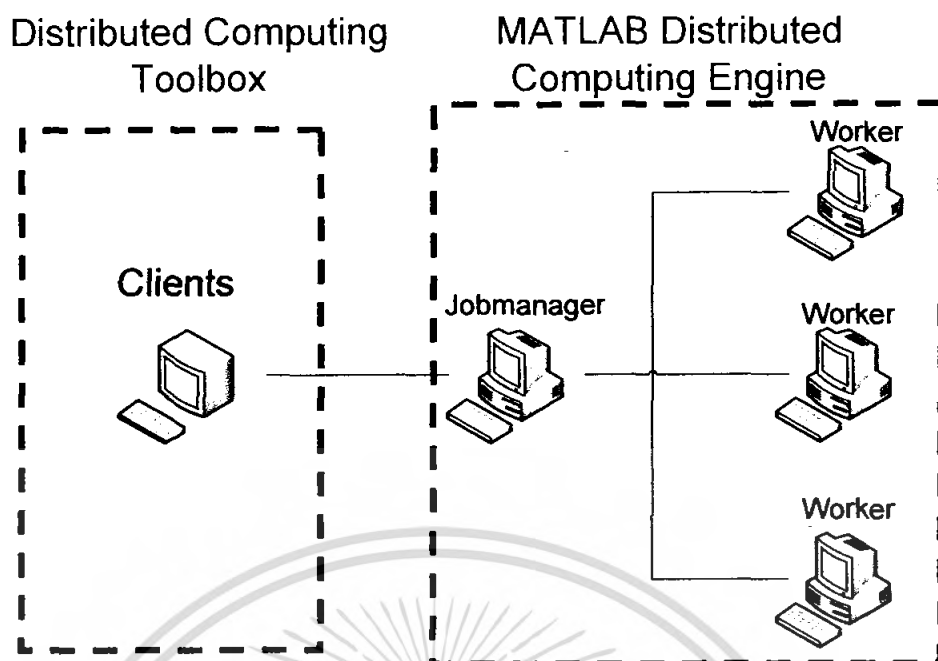 Distributed Computing
Toolbox
MATLAB Distributed
Computing Engine
Clients
Jobmanager
Worker
Worker
Worker